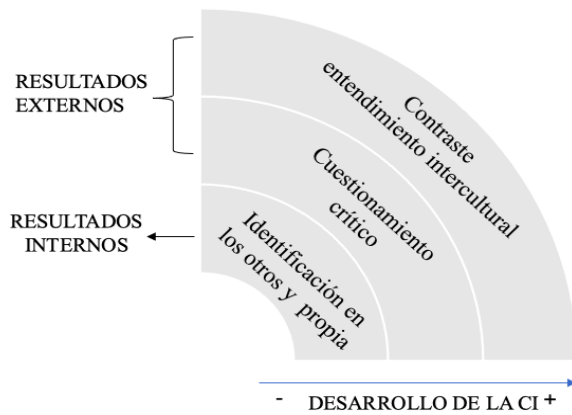 RESULTADOS
EXTERNOS
Contraste
entendimiento intercultural
Cuestionamiento
crítico
RESULTADOS
INTERNOS
Identificación en
los otros y propia
- DESARROLLO DE LA CI +